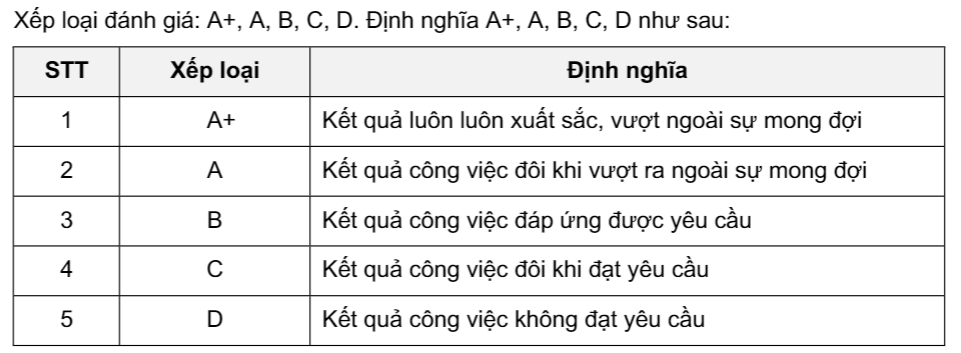 Xếp loại đánh giá: A+, A, B, C, D. Định nghĩa A+, A, B, C, D như sau:
STT Xếp loại Định nghĩa
1 A+ Kết quả luôn luôn xuất sắc, vượt ngoài sự mong đợi
2 A Kết quả công việc đôi khi vượt ra ngoài sự mong đợi
3 B Kết quả công việc đáp ứng được yêu cầu
4 C Kết quả công việc đôi khi đạt yêu cầu
5 D Kết quả công việc không đạt yêu cầu